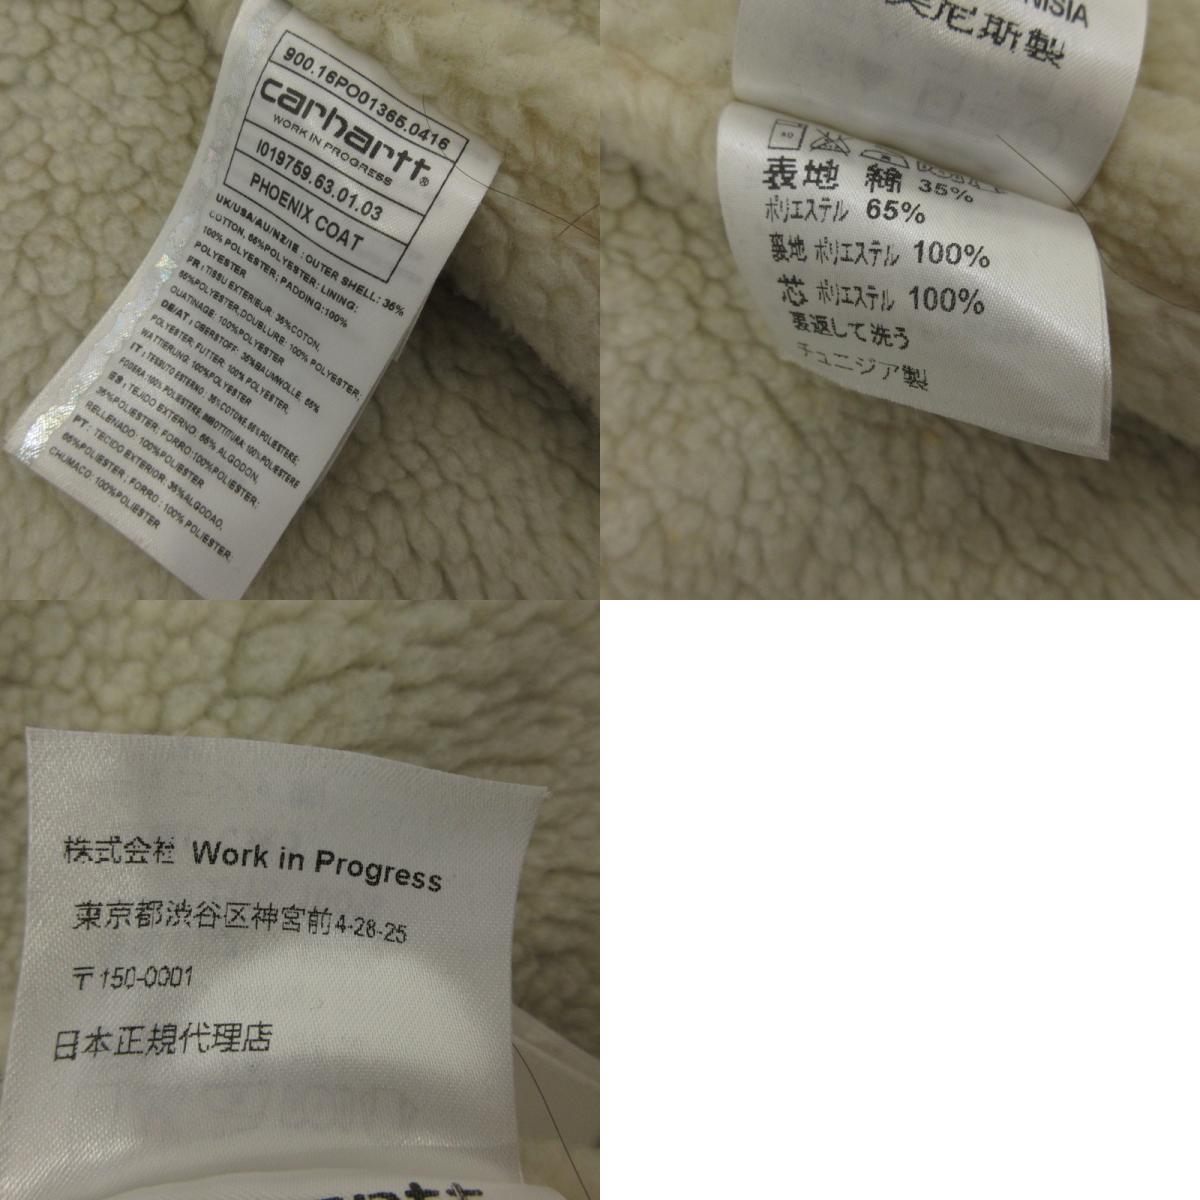 900.16PO01365.0416
carhartt®
WORK IN PROGRESS
I019759.63.01.03
PHOENIX COAT
UK/USA/AU/NZ/IE : OUTER SHELL: 35%
COTTON, 65%POLYESTER; LINING:
100% POLYESTER; PADDING:100%
POLYESTER
FR : TISSU EXTERIEUR: 35%COTON,
65%POLYESTER,DOUBLURE: 100% POLYESTER;
OUATINAGE: 100%POLYESTER
DE/AT : OBERSTOFF: 35%BAUMWOLLE, 65%
POLYESTER; FUTTER, 100% POLYESTER,
WATTIERUNG: 100%POLYESTER
IT : TESSUTO ESTERNO : 35% COTONE, 65%POLIESTERE;
FODERA:100% POLIESTERE; IMBOTTITURA: 100% POLIESTERE
ES : TEJIDO EXTERNO: 65% ALGODON,
35%POLIESTER; FORRO:100%POLIESTER;
RELLENADO: 100%POLIESTER
PT : TECIDO EXTERIOR: 35%ALGODAO,
65%POLIESTER ; FORRO : 100% POLIESTER;
CHUMACO: 100%POLIESTER
NISIA
尼斯製
表地 綿 35%
ポリエステル 65%
裏地 ポリエステル 100%
芯 ポリエステル 100%
裏返して洗う
チュニジア製
株式会社 Work in Progress
東京都渋谷区神宮前4-28-25
〒150-0001
日本正規代理店